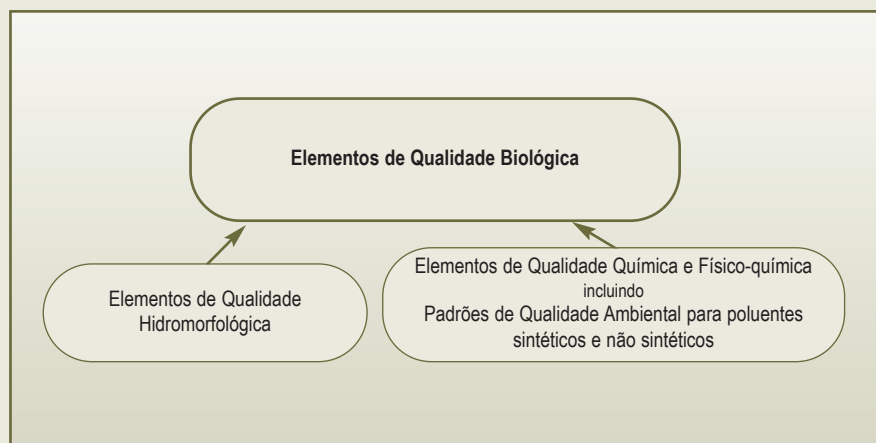 Elementos de Qualidade Biológica
Elementos de Qualidade
Hidromorfológica
Elementos de Qualidade Química e Físico-química
incluindo
Padrões de Qualidade Ambiental para poluentes
sintéticos e não sintéticos